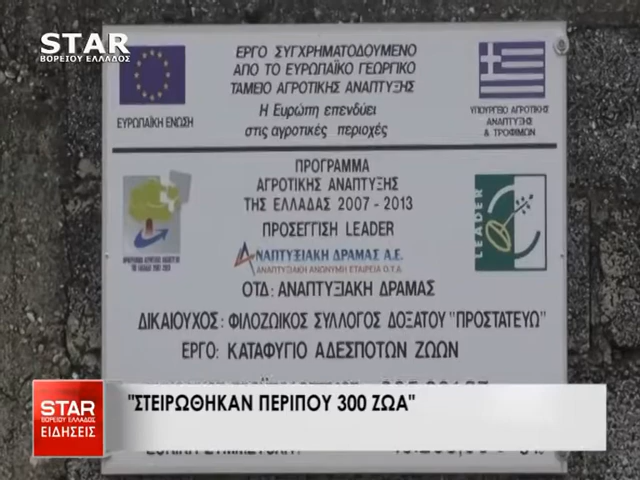 STAR
ΒΟΡΕΙΟΥ ΕΛΛΑΔΟΣ
ΕΡΓΟ ΣΥΓΧΡΗΜΑΤΟΔΟΥΜΕΝΟ
ΑΠΟ ΤΟ ΕΥΡΩΠΑΪΚΟ ΓΕΩΡΓΙΚΟ
ΤΑΜΕΙΟ ΑΓΡΟΤΙΚΗΣ ΑΝΑΠΤΥΞΗΣ
Η Ευρώπη επενδύει
στις αγροτικές περιοχές
ΕΥΡΩΠΑΪΚΗ ΕΝΩΣΗ
ΥΠΟΥΡΓΕΙΟ ΑΓΡΟΤΙΚΗΣ
ΑΝΑΠΤΥΞΗΣ
& ΤΡΟΦΙΜΩΝ
ΠΡΟΓΡΑΜΜΑ
ΑΓΡΟΤΙΚΗΣ ΑΝΑΠΤΥΞΗΣ
ΤΗΣ ΕΛΛΑΔΑΣ 2007 - 2013
ΠΡΟΣΕΓΓΙΣΗ LEADER
LEADER
ΑΝΑΠΤΥΞΙΑΚΗ ΔΡΑΜΑΣ Α.Ε.
ΑΝΑΠΤΥΞΙΑΚΗ ΑΝΩΝΥΜΗ ΕΤΑΙΡΕΙΑ Ο.Τ.Α.
ΟΤΔ: ΑΝΑΠΤΥΞΙΑΚΗ ΔΡΑΜΑΣ
ΔΙΚΑΙΟΥΧΟΣ: ΦΙΛΟΖΩΙΚΟΣ ΣΥΛΛΟΓΟΣ ΔΟΞΑΤΟΥ "ΠΡΟΣΤΑΤΕΥΩ"
ΕΡΓΟ: ΚΑΤΑΦΥΓΙΟ ΑΔΕΣΠΟΤΩΝ ΖΩΩΝ
"ΣΤΕΙΡΩΘΗΚΑΝ ΠΕΡΙΠΟΥ 300 ΖΩΑ"
STAR
ΒΟΡΕΙΟΥ ΕΛΛΑΔΟΣ
ΕΙΔΗΣΕΙΣ